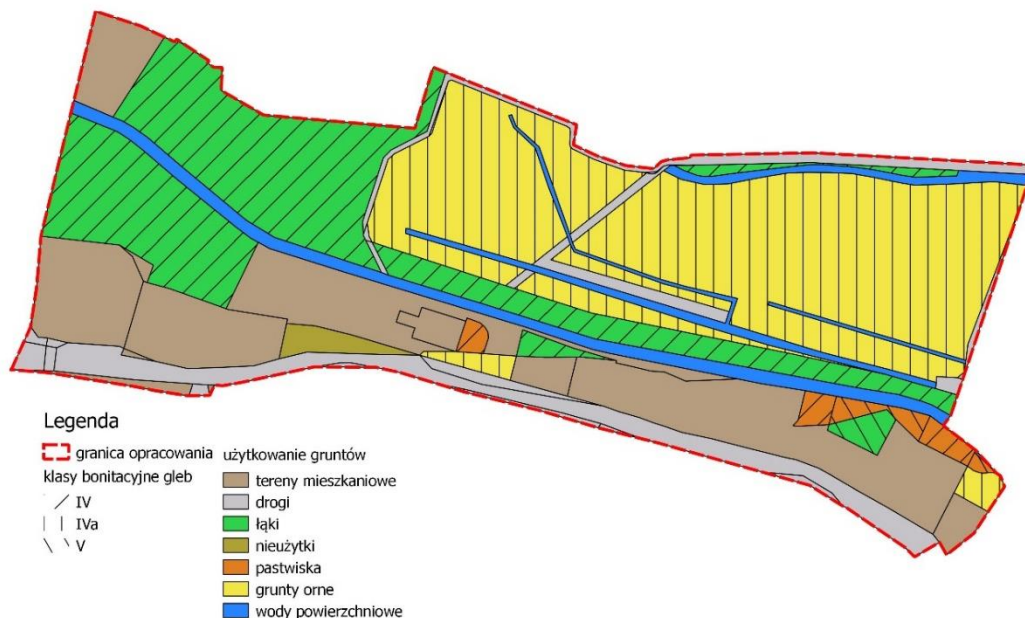 Legenda
granica opracowania
klasy bonitacyjne gleb
IV
IVa
V
użytkowanie gruntów
tereny mieszkaniowe
drogi
łąki
nieużytki
pastwiska
grunty orne
wody powierzchniowe